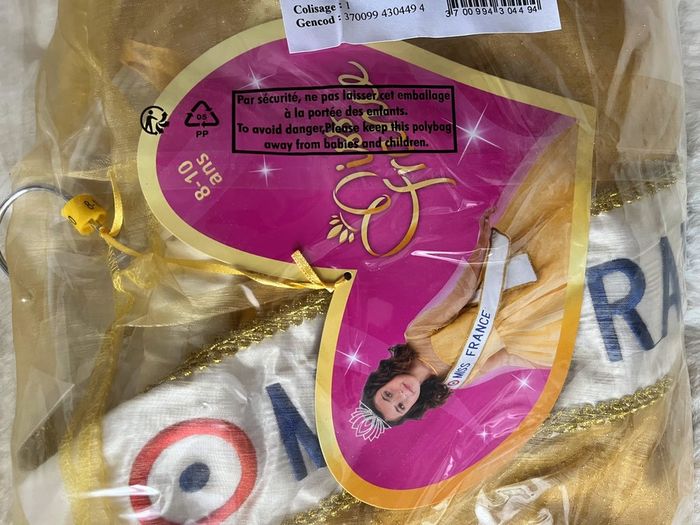 Colisage : 1
Gencod : 370099 430449 4
3 700994 304494
Par sécurité, ne pas laisser cet emballage
à la portée des enfants.
To avoid danger,Please keep this polybag
away from babies and children.
05
PP
8-10
ans
MISS FRANCE
M
RA